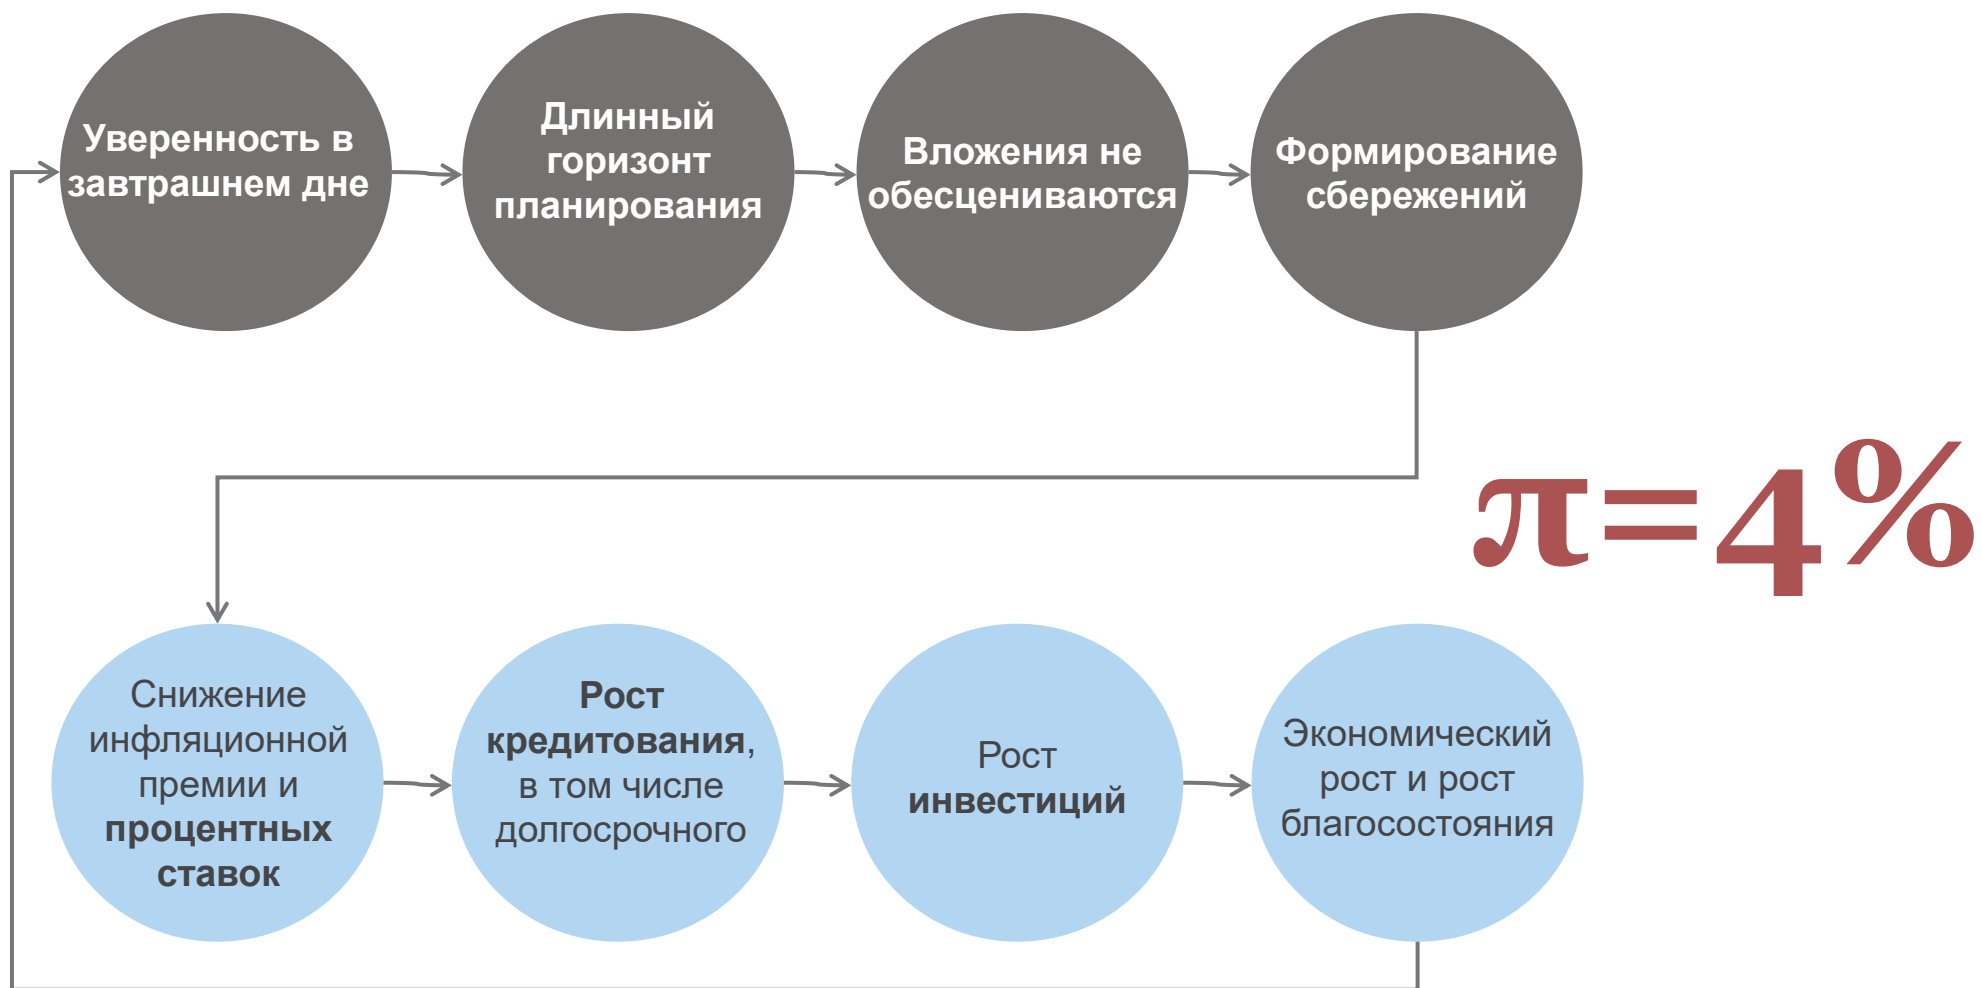 Уверенность в
завтрашнем дне
Длинный
горизонт
планирования
Вложения не
обесцениваются
Формирование
сбережений
π=4%
Снижение
инфляционной
премии и
процентных
ставок
Рост
кредитования,
в том числе
долгосрочного
Рост
инвестиций
Экономический
рост и рост
благосостояния